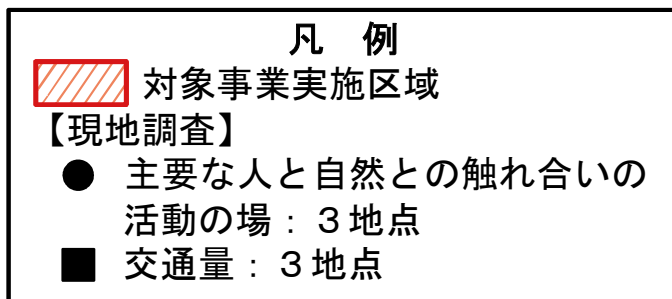 凡 例
対象事業実施区域
【現地調査】
● 主要な人と自然との触れ合いの
活動の場：３地点
■ 交通量：３地点